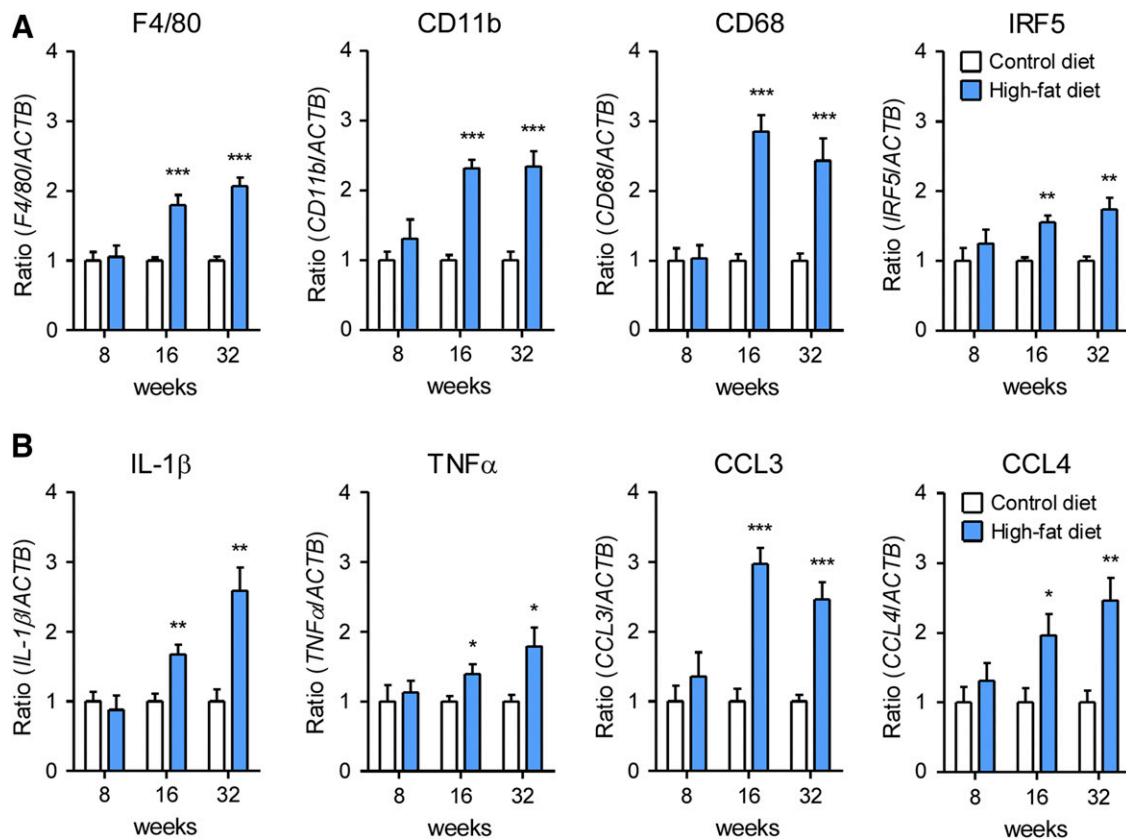 A
F4/80
CD11b
CD68
IRF5
Ratio (F4/80/ACTB)
4
3
2
1
0
***
***
8 16 32
weeks
Ratio (CD11b/ACTB)
4
3
2
1
0
***
***
8 16 32
weeks
Ratio (CD68/ACTB)
4
3
2
1
0
***
***
8 16 32
weeks
Ratio (IRF5/ACTB)
4
3
2
1
0
Control diet
High-fat diet
**
**
8 16 32
weeks
B
IL-1β
TNFα
CCL3
CCL4
Ratio (IL-1β/ACTB)
4
3
2
1
0
**
**
8 16 32
weeks
Ratio (TNFα/ACTB)
4
3
2
1
0
*
*
8 16 32
weeks
Ratio (CCL3/ACTB)
4
3
2
1
0
***
***
8 16 32
weeks
Ratio (CCL4/ACTB)
4
3
2
1
0
Control diet
High-fat diet
*
**
8 16 32
weeks